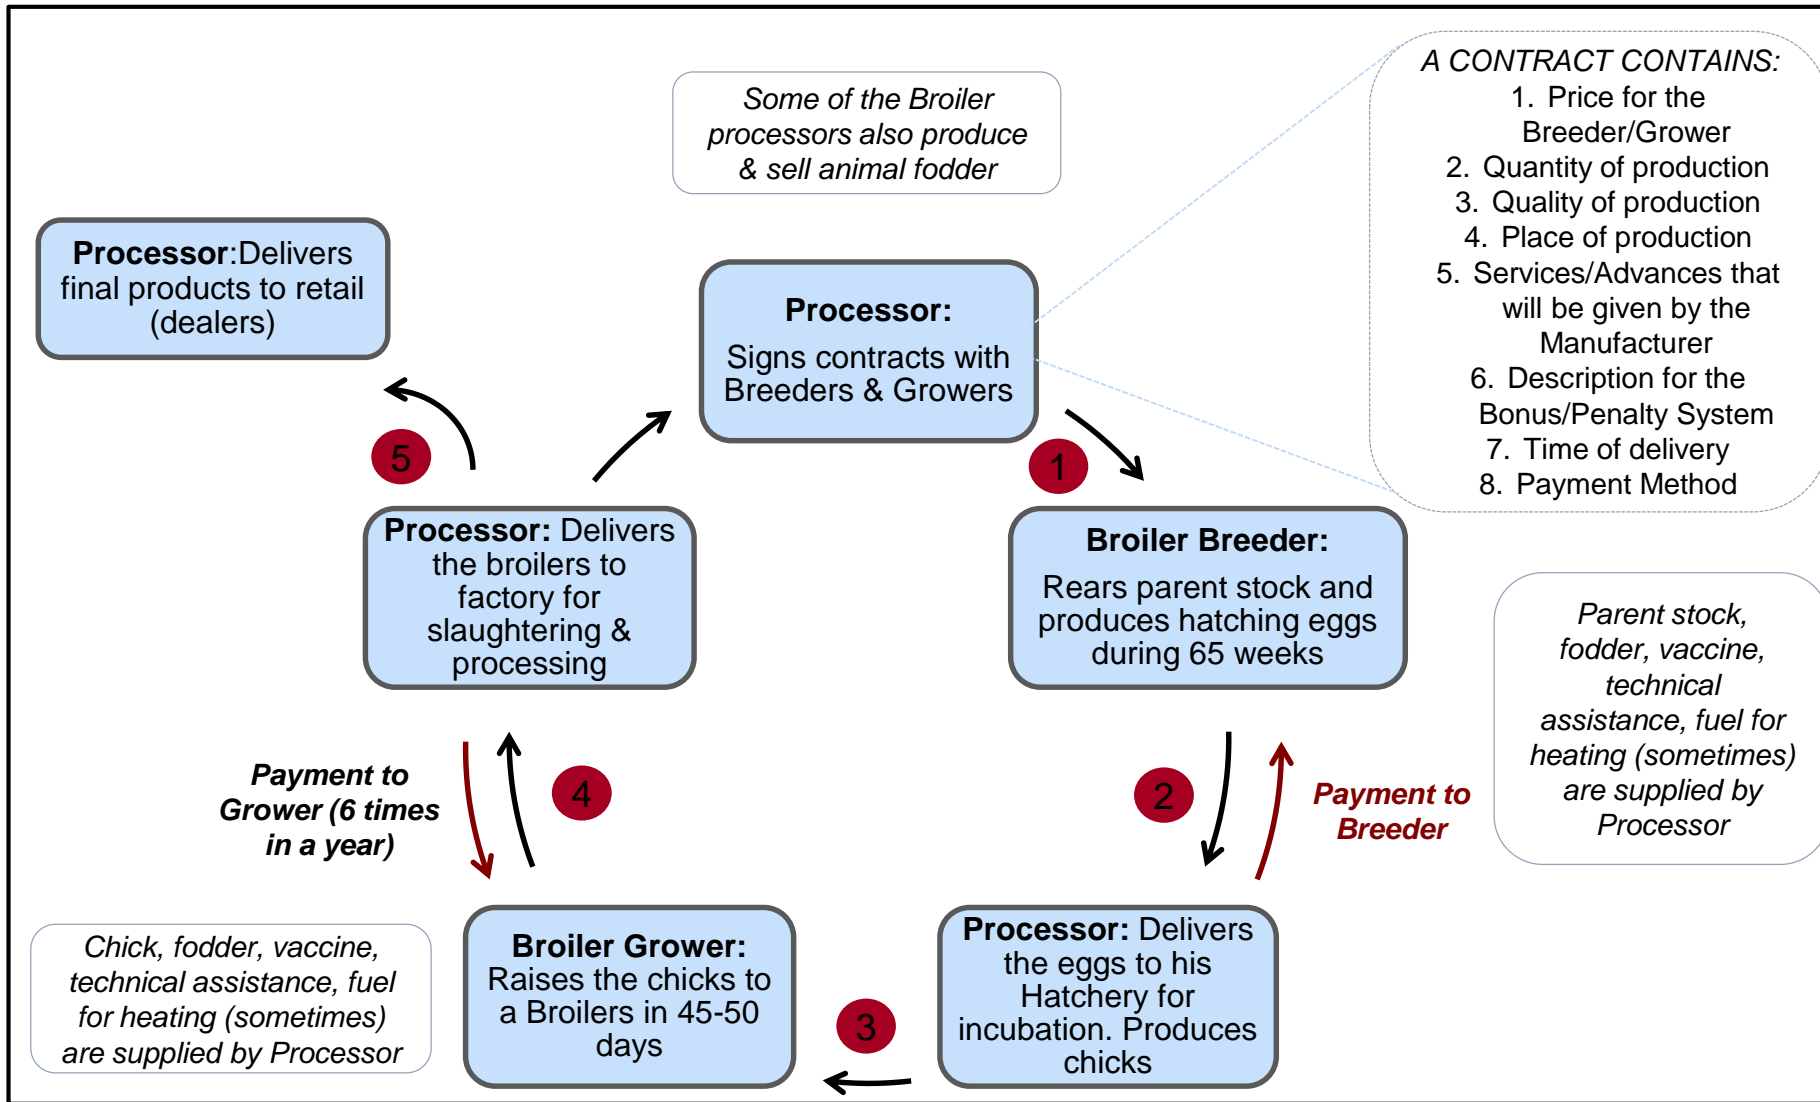 Some of the Broiler
processors also produce
& sell animal fodder
A CONTRACT CONTAINS:
1. Price for the
Breeder/Grower
2. Quantity of production
3. Quality of production
4. Place of production
5. Services/Advances that
will be given by the
Manufacturer
6. Description for the
Bonus/Penalty System
7. Time of delivery
8. Payment Method
Processor:Delivers
final products to retail
(dealers)
Processor:
Signs contracts with
Breeders & Growers
5
1
Processor: Delivers
the broilers to
factory for
slaughtering &
processing
Broiler Breeder:
Rears parent stock and
produces hatching eggs
during 65 weeks
Parent stock,
fodder, vaccine,
technical
assistance, fuel for
heating (sometimes)
are supplied by
Processor
Payment to
Grower (6 times
in a year)
4
2
Payment to
Breeder
Chick, fodder, vaccine,
technical assistance, fuel
for heating (sometimes)
are supplied by Processor
Broiler Grower:
Raises the chicks to
a Broilers in 45-50
days
3
Processor: Delivers
the eggs to his
Hatchery for
incubation. Produces
chicks